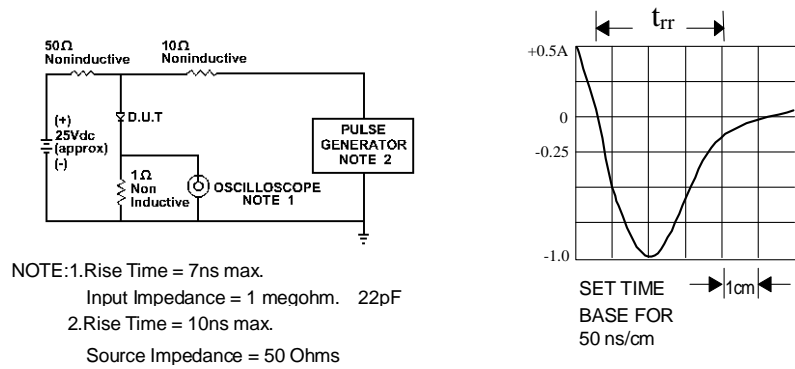 50Ω
Noninductive
10Ω
Noninductive
(+)
25Vdc
(approx)
(-)
D.U.T
1Ω
Non
Inductive
OSCILLOSCOPE
NOTE 1
PULSE
GENERATOR
NOTE 2
NOTE:1.Rise Time = 7ns max.
Input Impedance = 1 megohm. 22pF
2.Rise Time = 10ns max.
Source Impedance = 50 Ohms
trr
+0.5A
0
-0.25
-1.0
1cm
SET TIME
BASE FOR
50 ns/cm